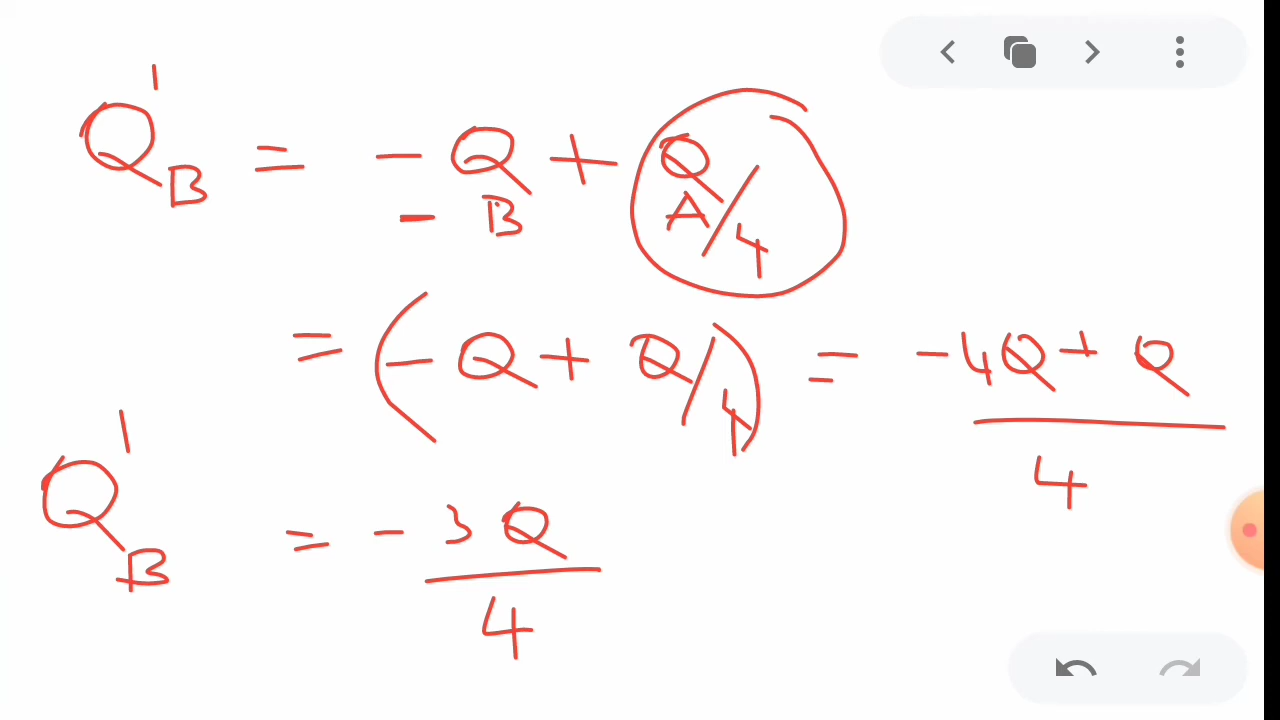 Q'_B = -Q_B + Q_A/4
= (-Q + Q/4) = (-4Q + Q)/4
Q'_B = -3Q/4